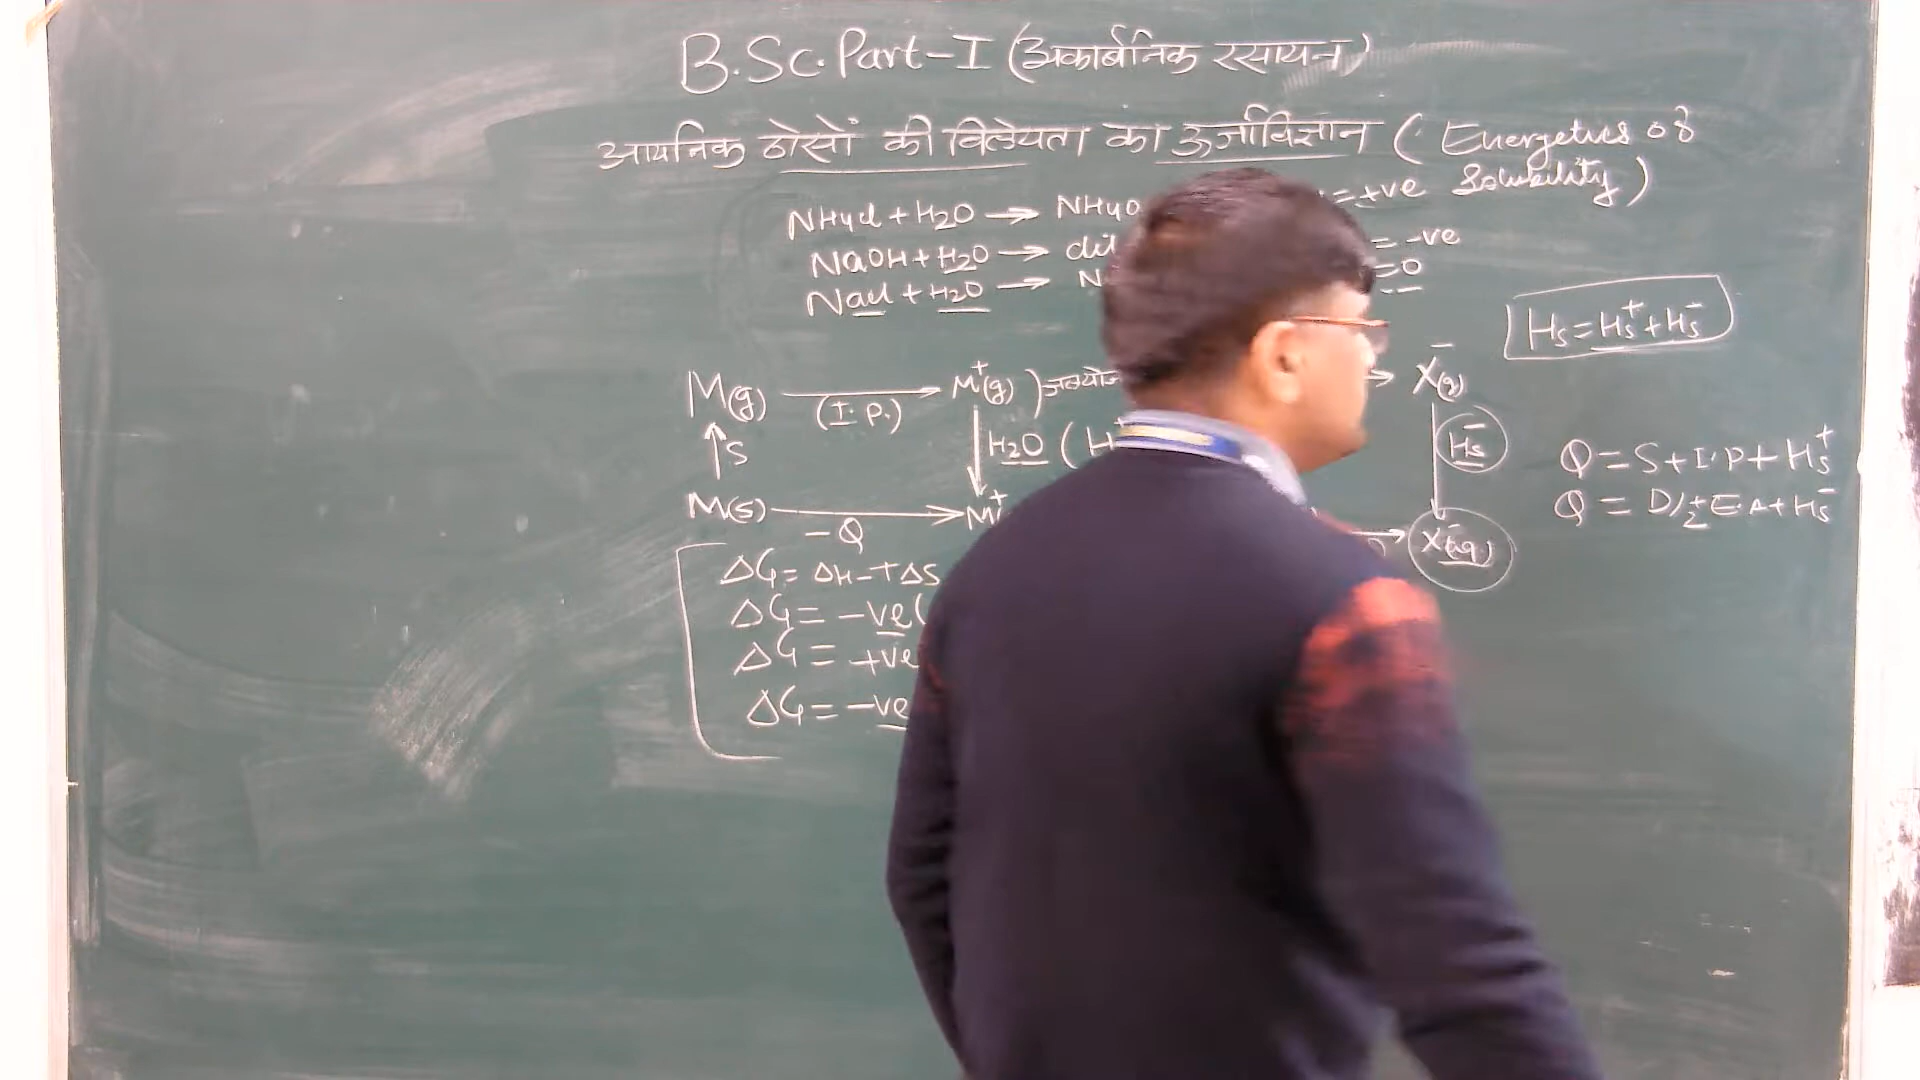 B.Sc. Part-I (अकार्बनिक रसायन)
आयनिक ठोसों की विलेयता का ऊर्जाविज्ञान ( Energetics of
Solubility)
NH4Cl + H2O → NH4O =+ve
NaOH + H2O → dil = -ve
NaCl + H2O → N =0
Hs = Hs⁺ + Hs⁻
M(g) → M⁺(g) → X⁻(g)
(I.P.)
↑S ↓ H2O (H Hs⁻
M(s) → M⁺ → X⁻(aq)
-Q
Q = S + I.P + Hs⁺
Q = D/2 + E.A + Hs⁻
ΔG = ΔH - TΔS
ΔG = -ve (
ΔG = +ve
ΔG = -ve